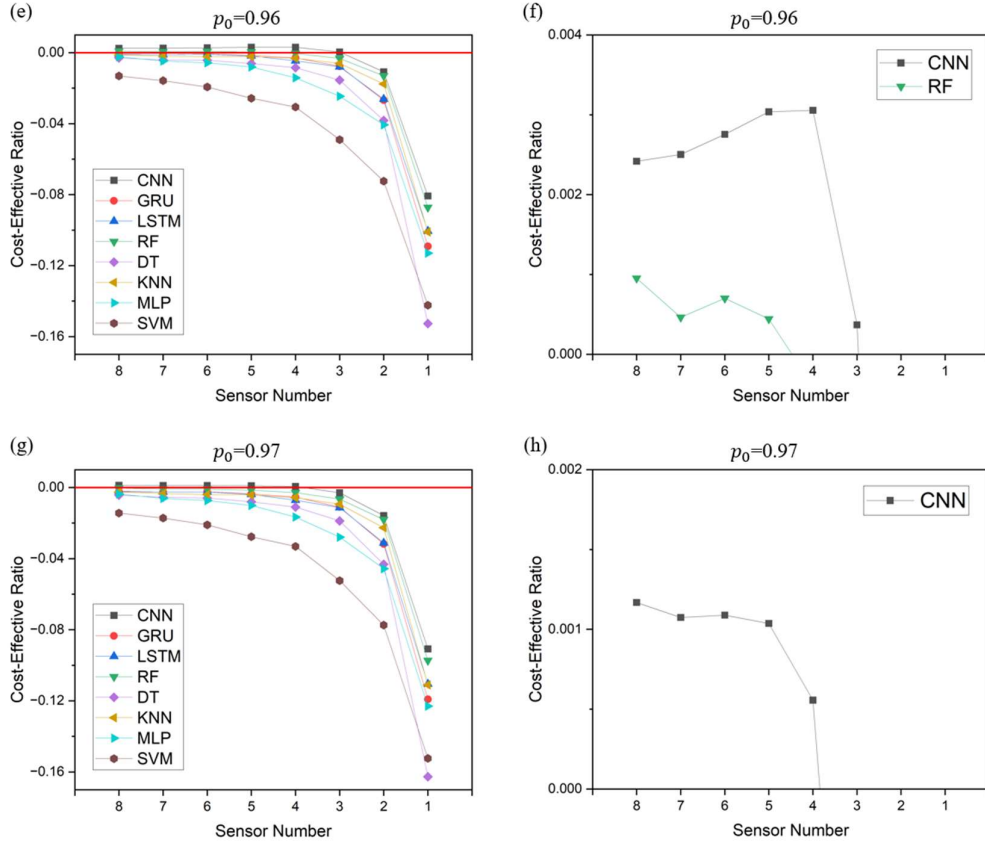 (e)
p₀=0.96
0.00
−0.04
−0.08
−0.12
−0.16
Cost-Effective Ratio
CNN
GRU
LSTM
RF
DT
KNN
MLP
SVM
8 7 6 5 4 3 2 1
Sensor Number
(f)
p₀=0.96
0.004
0.002
0.000
Cost-Effective Ratio
CNN
RF
8 7 6 5 4 3 2 1
Sensor Number
(g)
p₀=0.97
0.00
−0.04
−0.08
−0.12
−0.16
Cost-Effective Ratio
CNN
GRU
LSTM
RF
DT
KNN
MLP
SVM
8 7 6 5 4 3 2 1
Sensor Number
(h)
p₀=0.97
0.002
0.001
0.000
Cost-Effective Ratio
CNN
8 7 6 5 4 3 2 1
Sensor Number